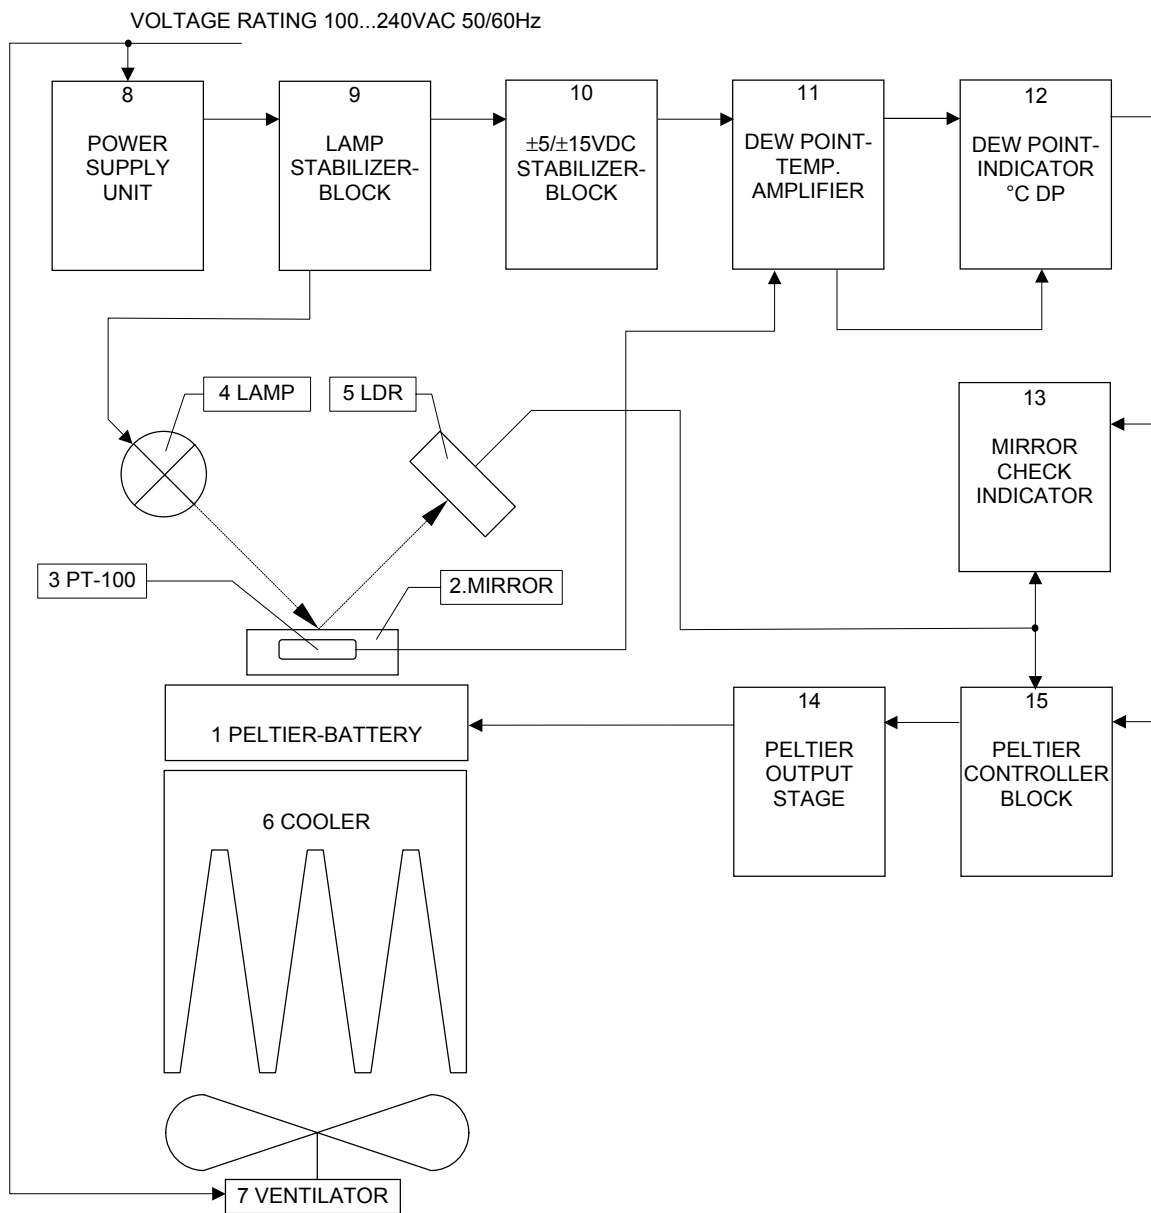 VOLTAGE RATING 100...240VAC 50/60Hz
8
POWER
SUPPLY
UNIT
9
LAMP
STABILIZER-
BLOCK
10
±5/±15VDC
STABILIZER-
BLOCK
11
DEW POINT-
TEMP.
AMPLIFIER
12
DEW POINT-
INDICATOR
°C DP
4 LAMP
5 LDR
13
MIRROR
CHECK
INDICATOR
3 PT-100
2.MIRROR
1 PELTIER-BATTERY
14
PELTIER
OUTPUT
STAGE
15
PELTIER
CONTROLLER
BLOCK
6 COOLER
7 VENTILATOR